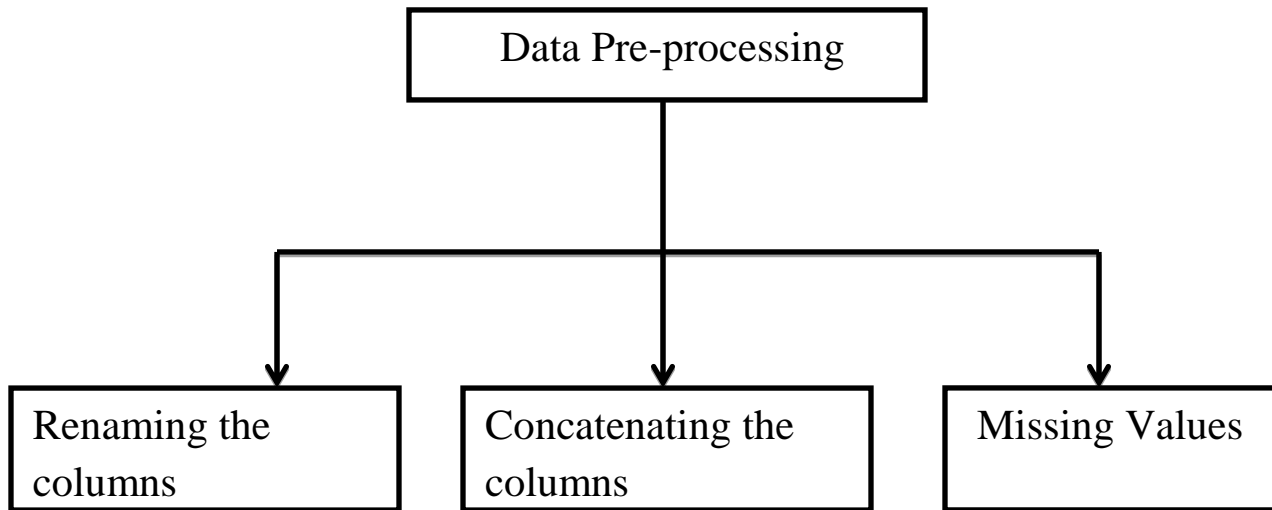 Data Pre-processing
Renaming the
columns
Concatenating the
columns
Missing Values